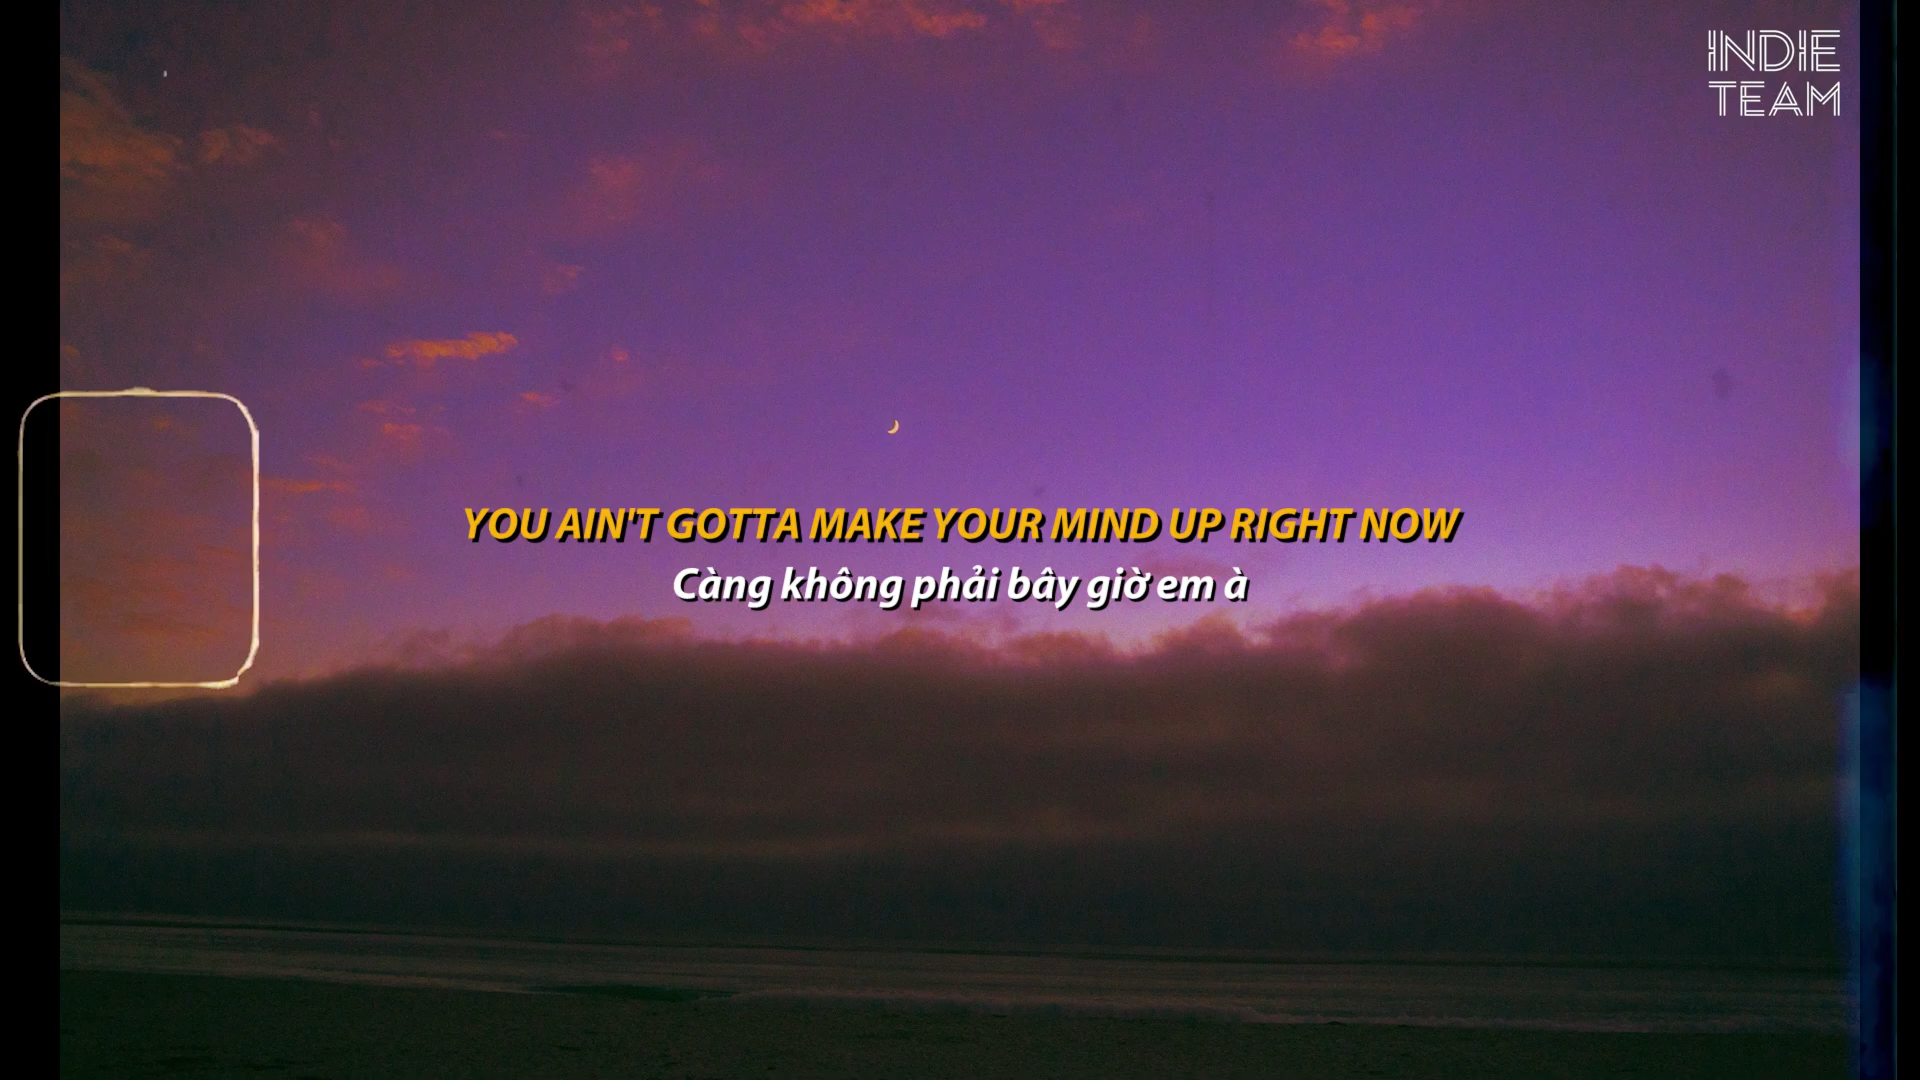 INDIE
TEAM
YOU AIN'T GOTTA MAKE YOUR MIND UP RIGHT NOW
Càng không phải bây giờ em à